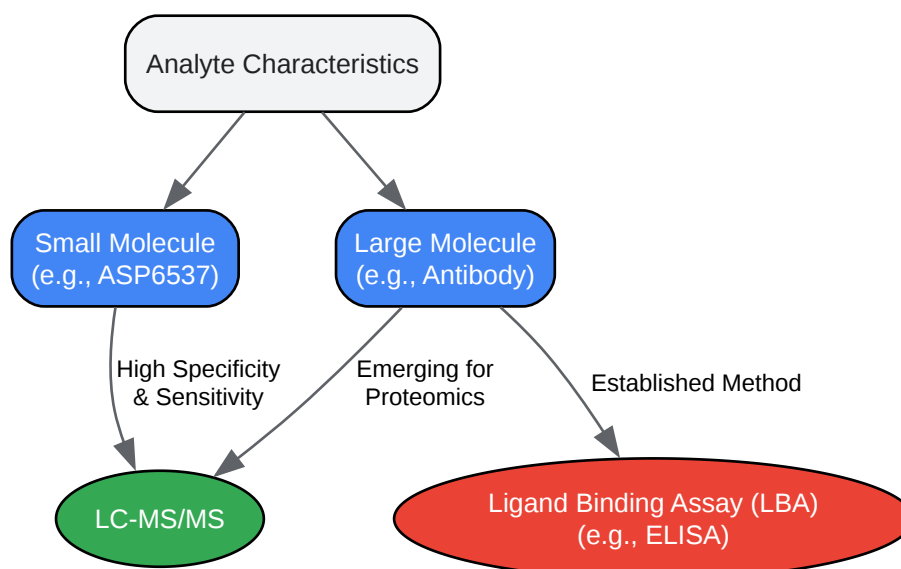 Analyte Characteristics
Small Molecule
(e.g., ASP6537)
Large Molecule
(e.g., Antibody)
High Specificity
& Sensitivity
Emerging for
Proteomics
Established Method
LC-MS/MS
Ligand Binding Assay (LBA)
(e.g., ELISA)